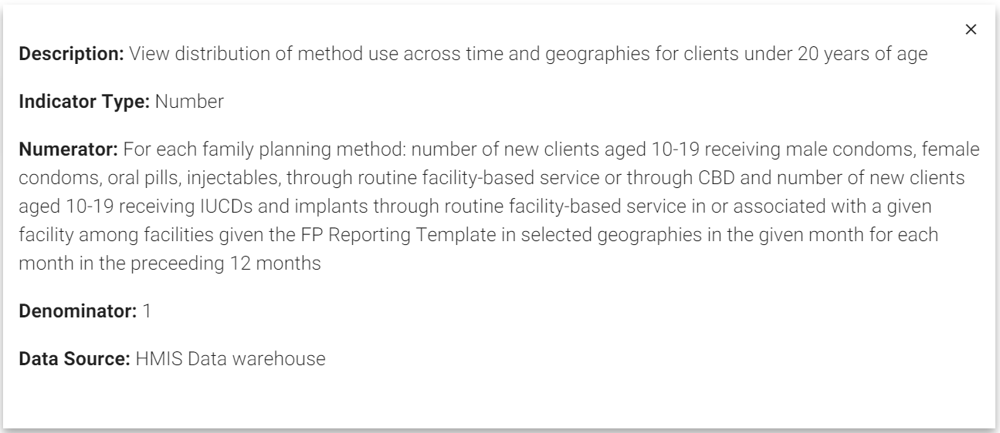 Description: View distribution of method use across time and geographies for clients under 20 years of age
Indicator Type: Number
Numerator: For each family planning method: number of new clients aged 10-19 receiving male condoms, female
condoms, oral pills, injectables, through routine facility-based service or through CBD and number of new clients
aged 10-19 receiving IUCDs and implants through routine facility-based service in or associated with a given
facility among facilities given the FP Reporting Template in selected geographies in the given month for each
month in the preceeding 12 months
Denominator: 1
Data Source: HMIS Data warehouse